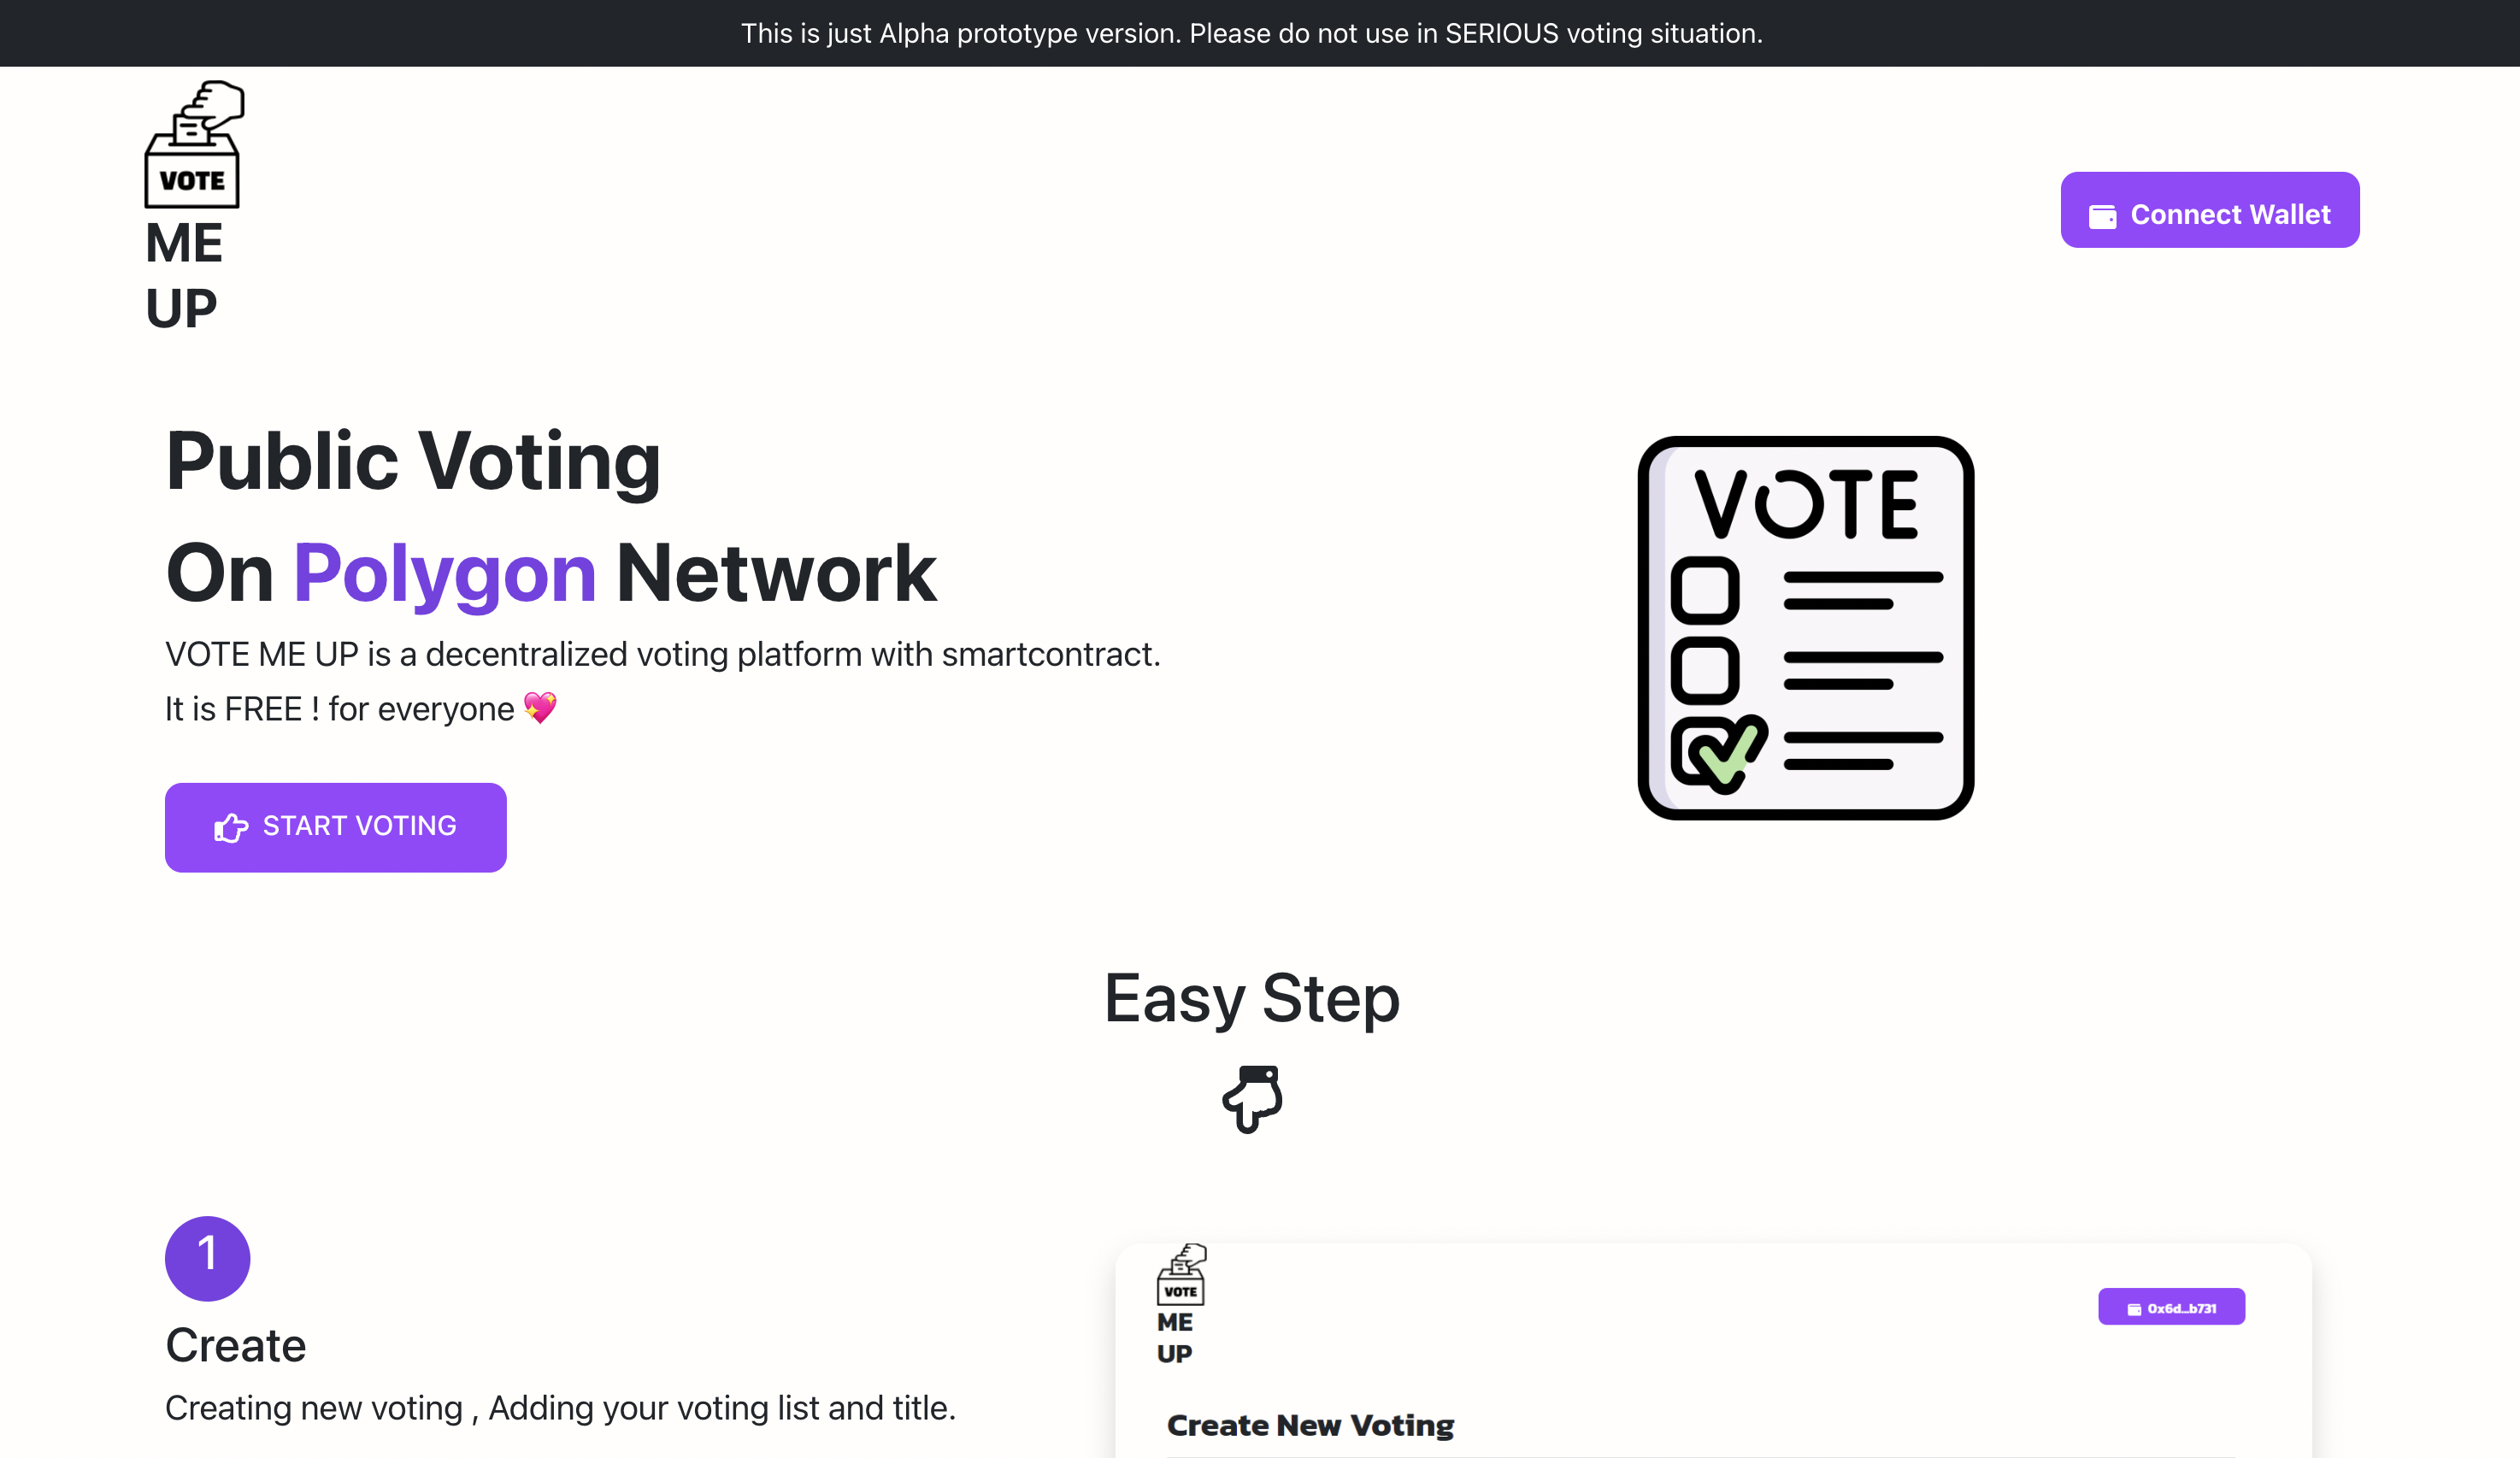 This is just Alpha prototype version. Please do not use in SERIOUS voting situation.
VOTE
ME
UP
Connect Wallet
Public Voting
On Polygon Network
VOTE ME UP is a decentralized voting platform with smartcontract.
It is FREE ! for everyone 💖
START VOTING
VOTE
Easy Step
1
Create
Creating new voting , Adding your voting list and title.
VOTE
ME
UP
0x6d...b731
Create New Voting